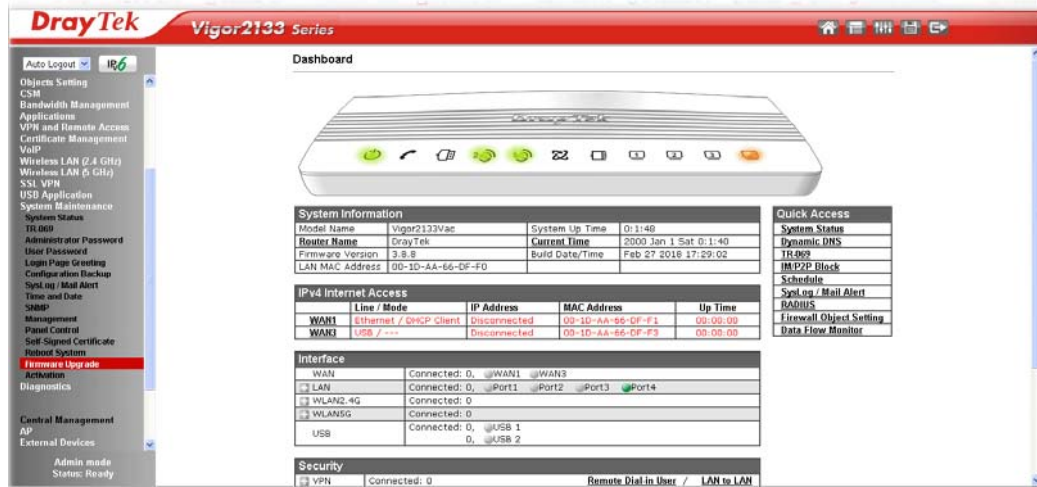 DrayTek
Vigor2133 Series
Auto Logout
IPv6
Objects Setting
CSM
Bandwidth Management
Applications
VPN and Remote Access
Certificate Management
VoIP
Wireless LAN (2.4 GHz)
Wireless LAN (5 GHz)
SSL VPN
USB Application
System Maintenance
System Status
TR-069
Administrator Password
User Password
Login Page Greeting
Configuration Backup
SysLog / Mail Alert
Time and Date
SNMP
Management
Panel Control
Self-Signed Certificate
Reboot System
Firmware Upgrade
Activation
Diagnostics
Central Management
AP
External Devices
Admin mode
Status: Ready
Dashboard
DrayTek
1 2 3
System Information
Model Name Vigor2133Vac System Up Time 0:1:48
Router Name DrayTek Current Time 2000 Jan 1 Sat 0:1:40
Firmware Version 3.8.8 Build Date/Time Feb 27 2018 17:29:02
LAN MAC Address 00-1D-AA-66-DF-F0
IPv4 Internet Access
Line / Mode IP Address MAC Address Up Time
WAN1 Ethernet / DHCP Client Disconnected 00-1D-AA-66-DF-F1 00:00:00
WAN3 USB / --- Disconnected 00-1D-AA-66-DF-F3 00:00:00
Interface
WAN Connected: 0, WAN1 WAN3
LAN Connected: 0, Port1 Port2 Port3 Port4
WLAN2.4G Connected: 0
WLAN5G Connected: 0
USB Connected: 0, USB 1
0, USB 2
Security
VPN Connected: 0 Remote Dial-in User / LAN to LAN
Quick Access
System Status
Dynamic DNS
TR-069
IM/P2P Block
Schedule
SysLog / Mail Alert
RADIUS
Firewall Object Setting
Data Flow Monitor